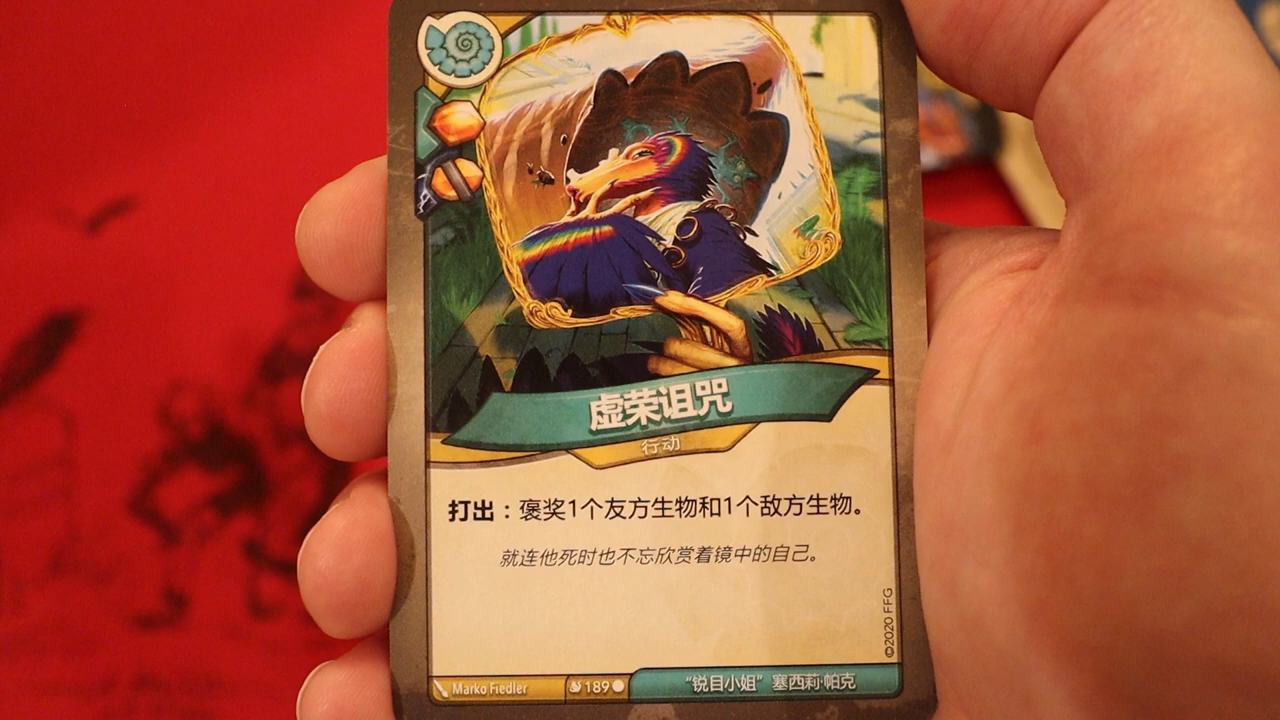 虚荣诅咒
行动
打出：褒奖1个友方生物和1个敌方生物。
就连他死时也不忘欣赏着镜中的自己。
©2020 FFG
Marko Fiedler
189
“锐目小姐” 塞西莉·帕克